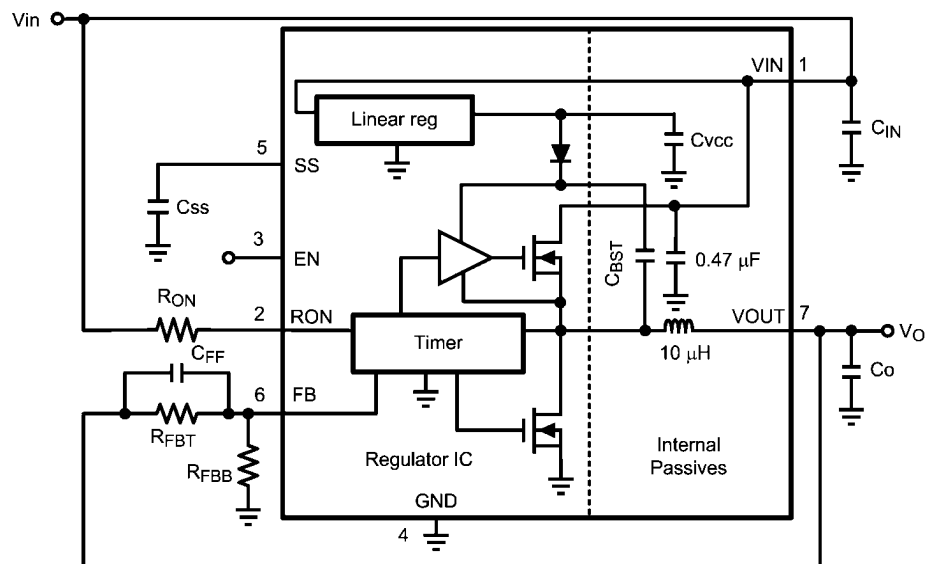 Vin
VIN 1
Linear reg
CVCC
CIN
5
SS
Css
3
EN
CBST
0.47 μF
RON
2 RON
VOUT 7
VO
Timer
10 μH
CFF
Co
6 FB
RFBT
RFBB
Regulator IC
Internal
Passives
GND
4